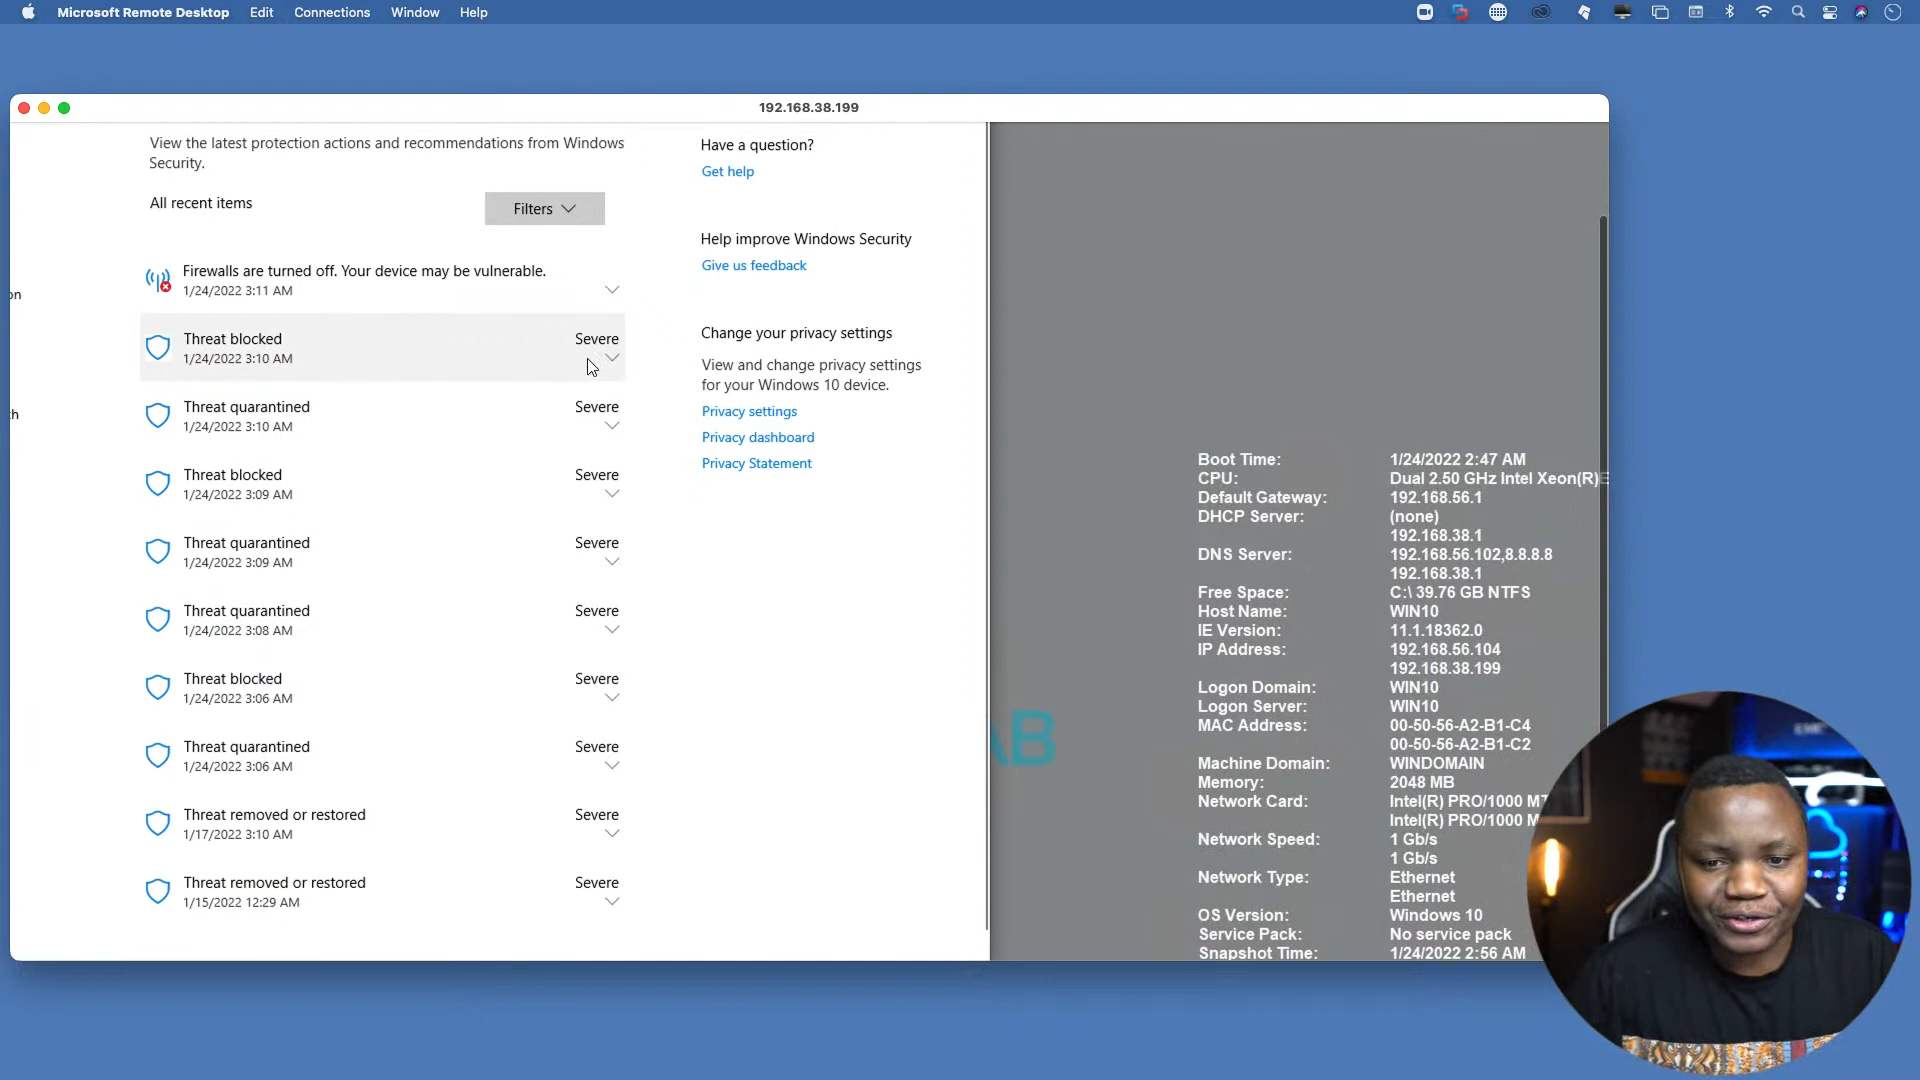 Microsoft Remote Desktop Edit Connections Window Help
192.168.38.199
View the latest protection actions and recommendations from Windows
Security.
All recent items
Filters
Firewalls are turned off. Your device may be vulnerable.
1/24/2022 3:11 AM
Threat blocked Severe
1/24/2022 3:10 AM
Threat quarantined Severe
1/24/2022 3:10 AM
Threat blocked Severe
1/24/2022 3:09 AM
Threat quarantined Severe
1/24/2022 3:09 AM
Threat quarantined Severe
1/24/2022 3:08 AM
Threat blocked Severe
1/24/2022 3:06 AM
Threat quarantined Severe
1/24/2022 3:06 AM
Threat removed or restored Severe
1/17/2022 3:10 AM
Threat removed or restored Severe
1/15/2022 12:29 AM
on
th
Have a question?
Get help
Help improve Windows Security
Give us feedback
Change your privacy settings
View and change privacy settings
for your Windows 10 device.
Privacy settings
Privacy dashboard
Privacy Statement
AB
Boot Time: 1/24/2022 2:47 AM
CPU: Dual 2.50 GHz Intel Xeon(R)E
Default Gateway: 192.168.56.1
DHCP Server: (none)
192.168.38.1
DNS Server: 192.168.56.102,8.8.8.8
192.168.38.1
Free Space: C:\ 39.76 GB NTFS
Host Name: WIN10
IE Version: 11.1.18362.0
IP Address: 192.168.56.104
192.168.38.199
Logon Domain: WIN10
Logon Server: WIN10
MAC Address: 00-50-56-A2-B1-C4
00-50-56-A2-B1-C2
Machine Domain: WINDOMAIN
Memory: 2048 MB
Network Card: Intel(R) PRO/1000 MT
Intel(R) PRO/1000 M
Network Speed: 1 Gb/s
1 Gb/s
Network Type: Ethernet
Ethernet
OS Version: Windows 10
Service Pack: No service pack
Snapshot Time: 1/24/2022 2:56 AM